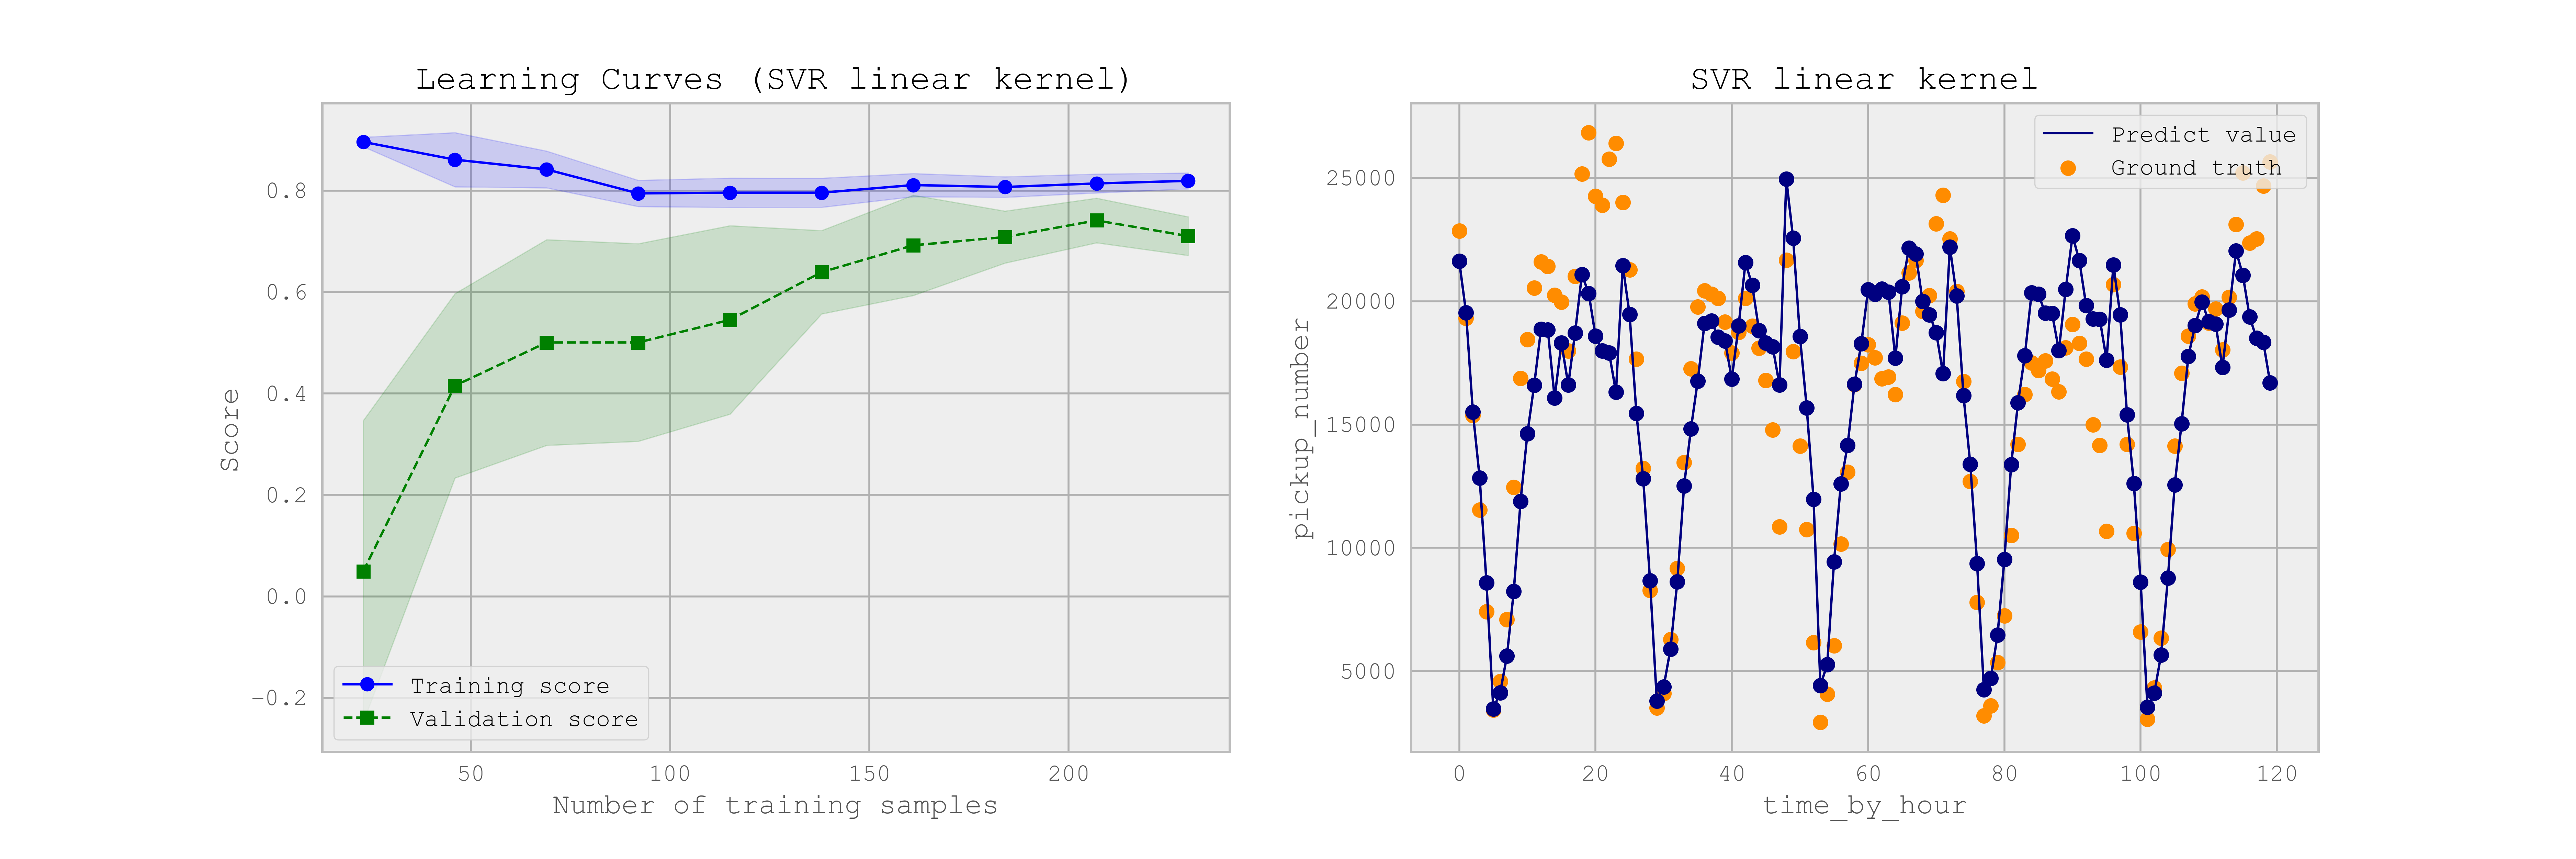 Learning Curves (SVR linear kernel)
Score
0.8
0.6
0.4
0.2
0.0
-0.2
Training score
Validation score
50 100 150 200
Number of training samples
SVR linear kernel
pickup_number
25000
20000
15000
10000
5000
Predict value
Ground truth
0 20 40 60 80 100 120
time_by_hour